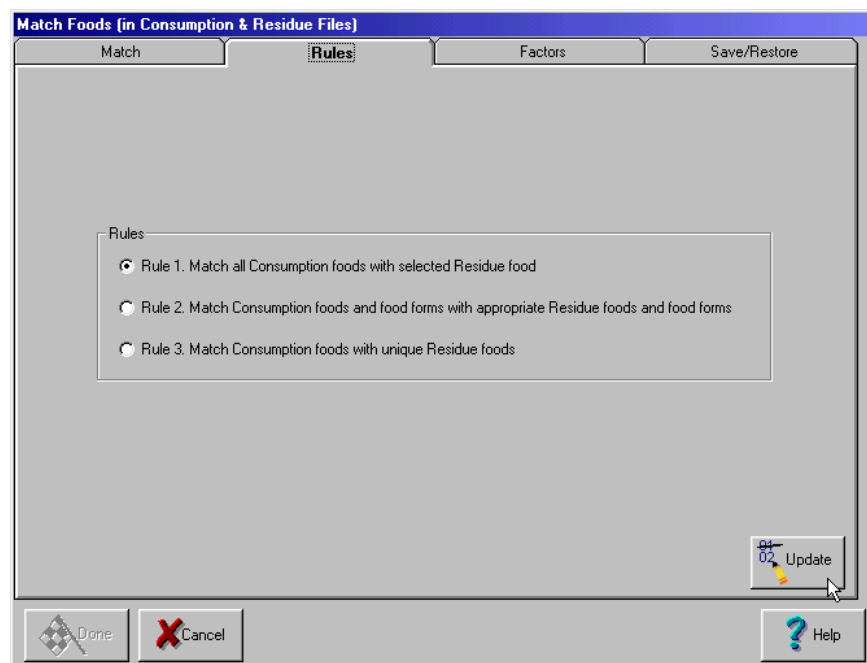 Match Foods (in Consumption & Residue Files)
Match Rules Factors Save/Restore
Rules
Rule 1. Match all Consumption foods with selected Residue food
Rule 2. Match Consumption foods and food forms with appropriate Residue foods and food forms
Rule 3. Match Consumption foods with unique Residue foods
01
02
Update
Done Cancel Help